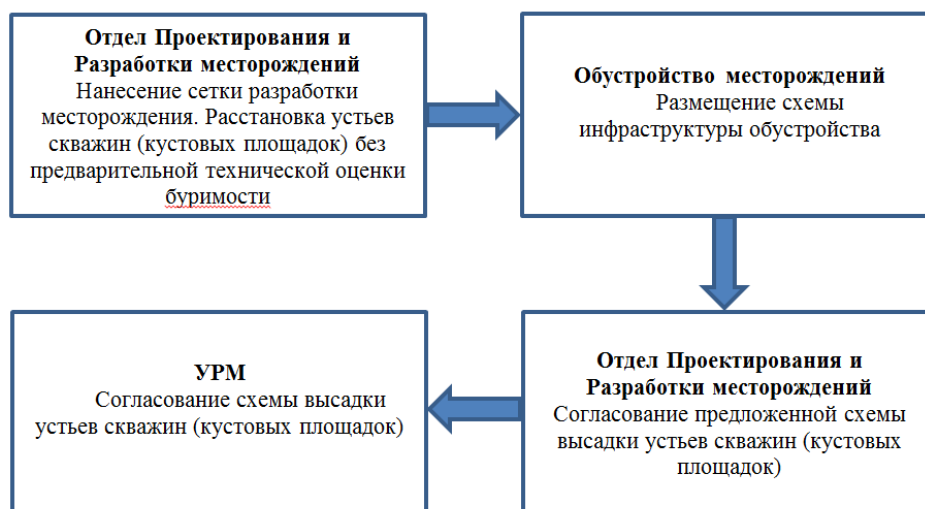 Отдел Проектирования и
Разработки месторождений
Нанесение сетки разработки
месторождения. Расстановка устьев
скважин (кустовых площадок) без
предварительной технической оценки
буримости
Обустройство месторождений
Размещение схемы
инфраструктуры обустройства
Отдел Проектирования и
Разработки месторождений
Согласование предложенной схемы
высадки устьев скважин (кустовых
площадок)
УРМ
Согласование схемы высадки
устьев скважин (кустовых площадок)